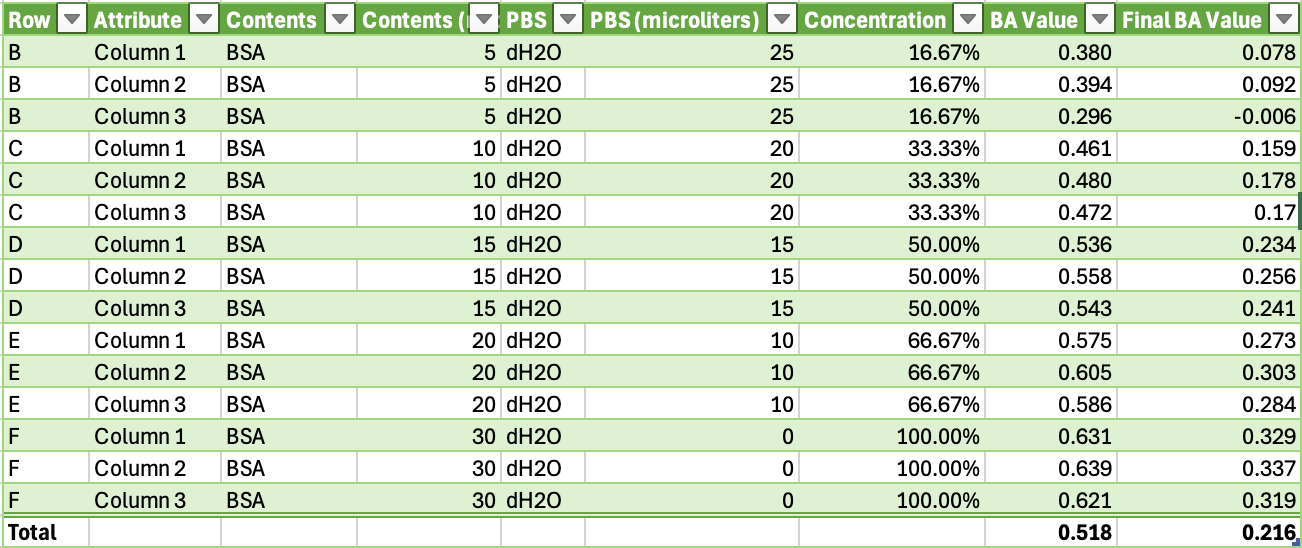 Row Attribute Contents Contents ( PBS PBS (microliters) Concentration BA Value Final BA Value
B Column 1 BSA 5 dH2O 25 16.67% 0.380 0.078
B Column 2 BSA 5 dH2O 25 16.67% 0.394 0.092
B Column 3 BSA 5 dH2O 25 16.67% 0.296 -0.006
C Column 1 BSA 10 dH2O 20 33.33% 0.461 0.159
C Column 2 BSA 10 dH2O 20 33.33% 0.480 0.178
C Column 3 BSA 10 dH2O 20 33.33% 0.472 0.17
D Column 1 BSA 15 dH2O 15 50.00% 0.536 0.234
D Column 2 BSA 15 dH2O 15 50.00% 0.558 0.256
D Column 3 BSA 15 dH2O 15 50.00% 0.543 0.241
E Column 1 BSA 20 dH2O 10 66.67% 0.575 0.273
E Column 2 BSA 20 dH2O 10 66.67% 0.605 0.303
E Column 3 BSA 20 dH2O 10 66.67% 0.586 0.284
F Column 1 BSA 30 dH2O 0 100.00% 0.631 0.329
F Column 2 BSA 30 dH2O 0 100.00% 0.639 0.337
F Column 3 BSA 30 dH2O 0 100.00% 0.621 0.319
Total 0.518 0.216